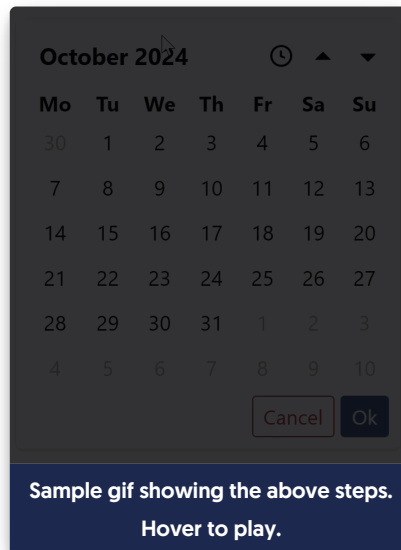 October 2024
Mo Tu We Th Fr Sa Su
30 1 2 3 4 5 6
7 8 9 10 11 12 13
14 15 16 17 18 19 20
21 22 23 24 25 26 27
28 29 30 31 1 2 3
4 5 6 7 8 9 10
Cancel Ok
Sample gif showing the above steps.
Hover to play.